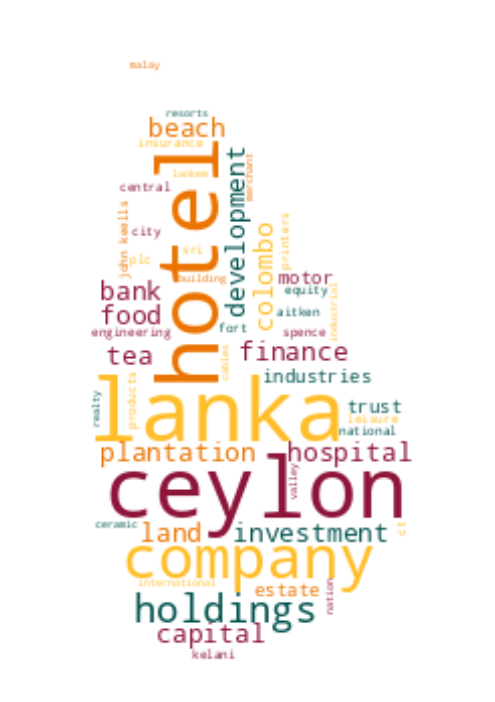 malay
resorts
beach
insurance
hotel
development
merchant
lankem
central
john keells
city
colombo
printers
sri
plc
building
motor
equity
industrial
bank
food
aitken
engineering
fort
spence
tea
cables
finance
industries
products
realty
lanka
trust
leisure
national
plantation
hospital
valley
ceylon
ceramic
land
investment
ct
company
international
estate
nation
holdings
capital
kelani